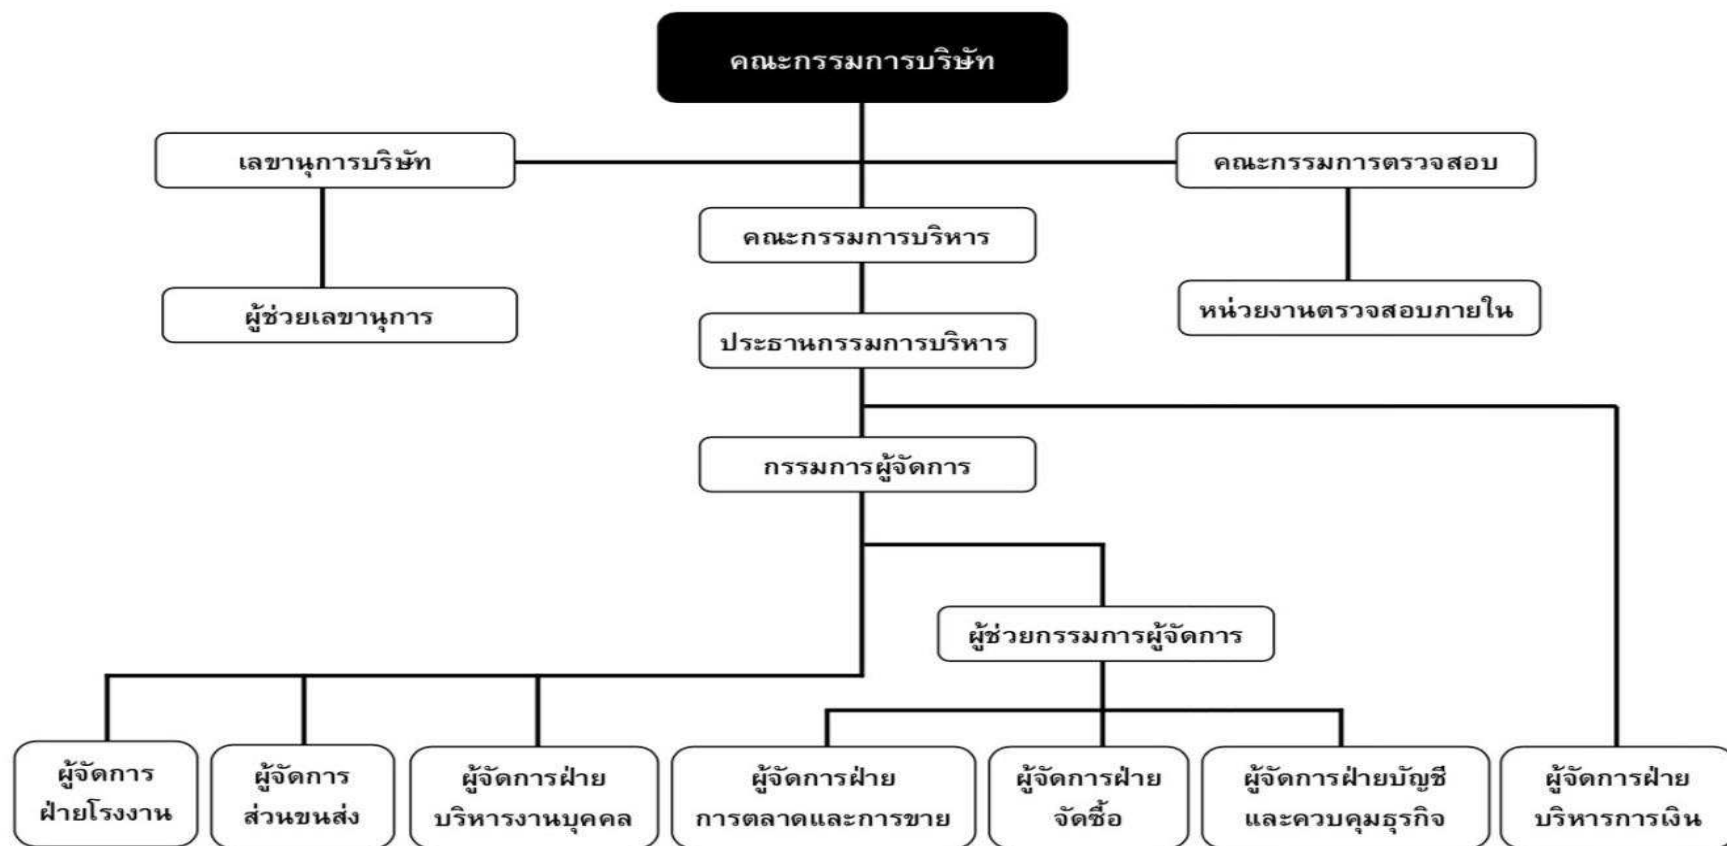 คณะกรรมการบริษัท
เลขานุการบริษัท
คณะกรรมการตรวจสอบ
คณะกรรมการบริหาร
ผู้ช่วยเลขานุการ
หน่วยงานตรวจสอบภายใน
ประธานกรรมการบริหาร
กรรมการผู้จัดการ
ผู้ช่วยกรรมการผู้จัดการ
ผู้จัดการ
ฝ่ายโรงงาน
ผู้จัดการ
ส่วนขนส่ง
ผู้จัดการฝ่าย
บริหารงานบุคคล
ผู้จัดการฝ่าย
การตลาดและการขาย
ผู้จัดการฝ่าย
จัดซื้อ
ผู้จัดการฝ่ายบัญชี
และควบคุมธุรกิจ
ผู้จัดการฝ่าย
บริหารการเงิน